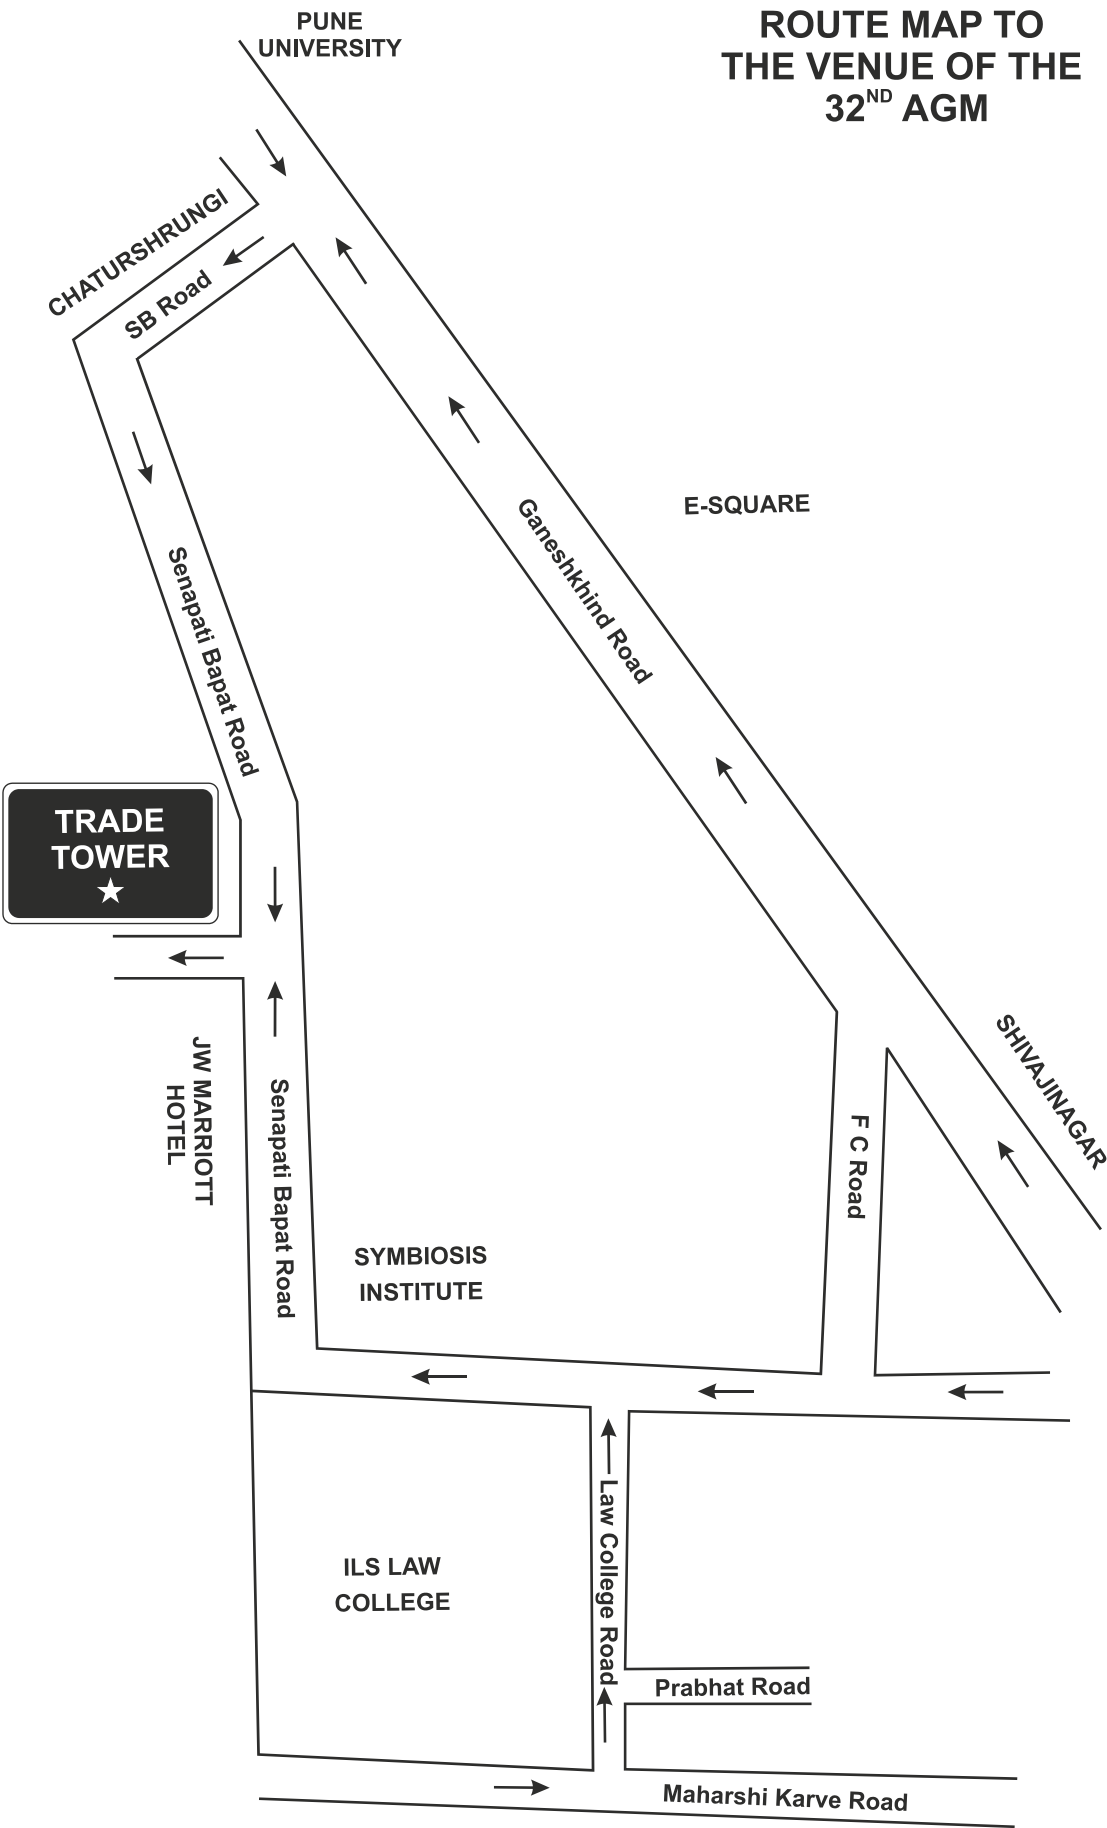 PUNE
UNIVERSITY
ROUTE MAP TO
THE VENUE OF THE
32ND AGM
CHATURSHRUNGI
SB Road
Senapati Bapat Road
Ganeshkhind Road
E-SQUARE
TRADE
TOWER
SHIVAJINAGAR
JW MARRIOTT
HOTEL
Senapati Bapat Road
F C Road
SYMBIOSIS
INSTITUTE
Law College Road
ILS LAW
COLLEGE
Prabhat Road
Maharshi Karve Road